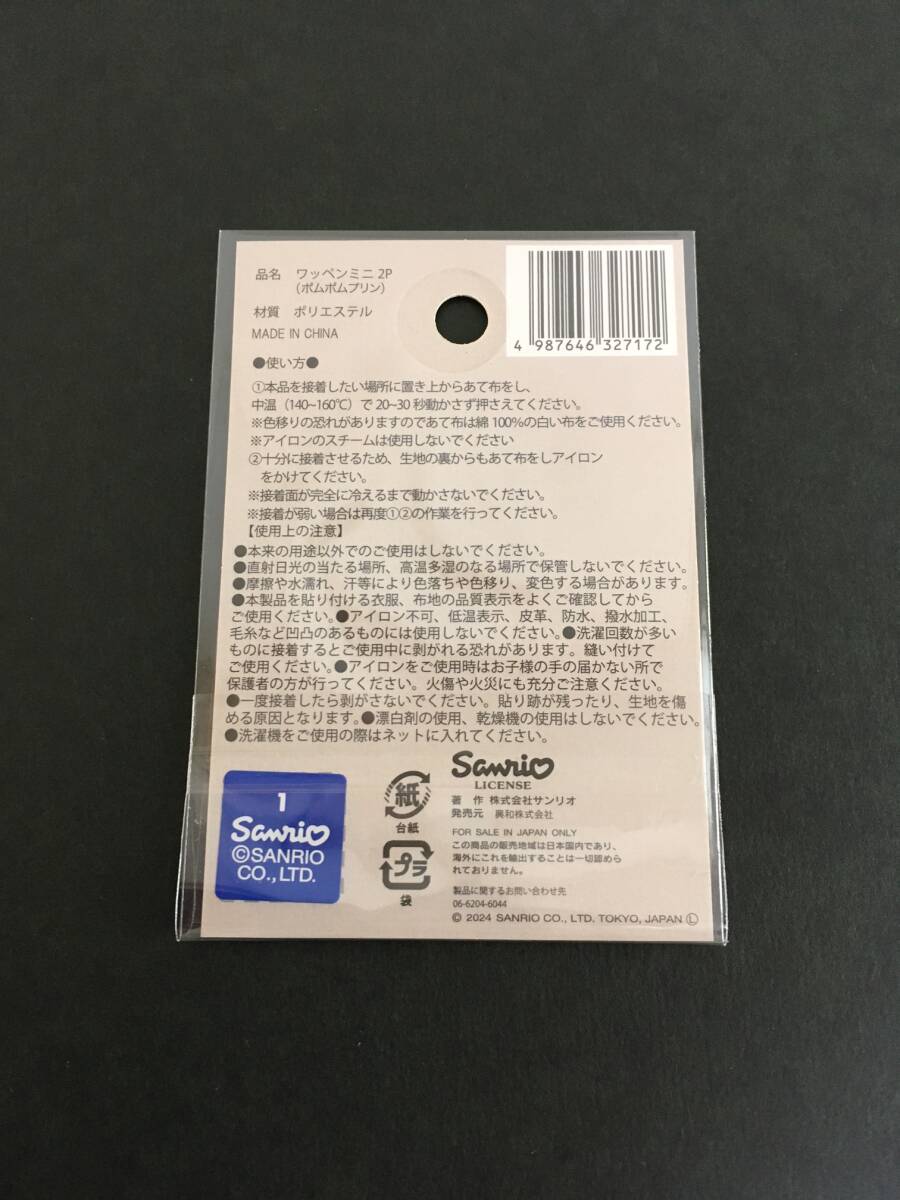 品名 ワッペンミニ 2P
（ポムポムプリン）
材質 ポリエステル
MADE IN CHINA
4 987646 327172
●使い方●
①本品を接着したい場所に置き上からあて布をし、
中温（140~160℃）で 20~30 秒動かさず押さえてください。
※色移りの恐れがありますのであて布は綿 100%の白い布をご使用ください。
※アイロンのスチームは使用しないでください
②十分に接着させるため、生地の裏からもあて布をしアイロン
をかけてください。
※接着面が完全に冷えるまで動かさないでください。
※接着が弱い場合は再度①②の作業を行ってください。
【使用上の注意】
●本来の用途以外でのご使用はしないでください。
●直射日光の当たる場所、高温多湿のなる場所で保管しないでください。
●摩擦や水濡れ、汗等により色落ちや色移り、変色する場合があります。
●本製品を貼り付ける衣服、布地の品質表示をよくご確認してから
ご使用ください。●アイロン不可、低温表示、皮革、防水、撥水加工、
毛糸など凹凸のあるものには使用しないでください。●洗濯回数が多い
ものに接着するとご使用中に剥がれる恐れがあります。縫い付けて
ご使用ください。●アイロンをご使用時はお子様の手の届かない所で
保護者の方が行ってください。火傷や火災にも充分ご注意ください。
●一度接着したら剥がさないでください。貼り跡が残ったり、生地を傷
める原因となります。●漂白剤の使用、乾燥機の使用はしないでください。
●洗濯機をご使用の際はネットに入れてください。
1
Sanrio
©SANRIO
CO., LTD.
紙
台紙
プラ
袋
Sanrio
LICENSE
著 作 株式会社サンリオ
発売元 興和株式会社
FOR SALE IN JAPAN ONLY
この商品の販売地域は日本国内であり、
海外にこれを輸出することは一切認めら
れておりません。
製品に関するお問い合わせ先
06-6204-6044
© 2024 SANRIO CO., LTD. TOKYO, JAPAN Ⓛ